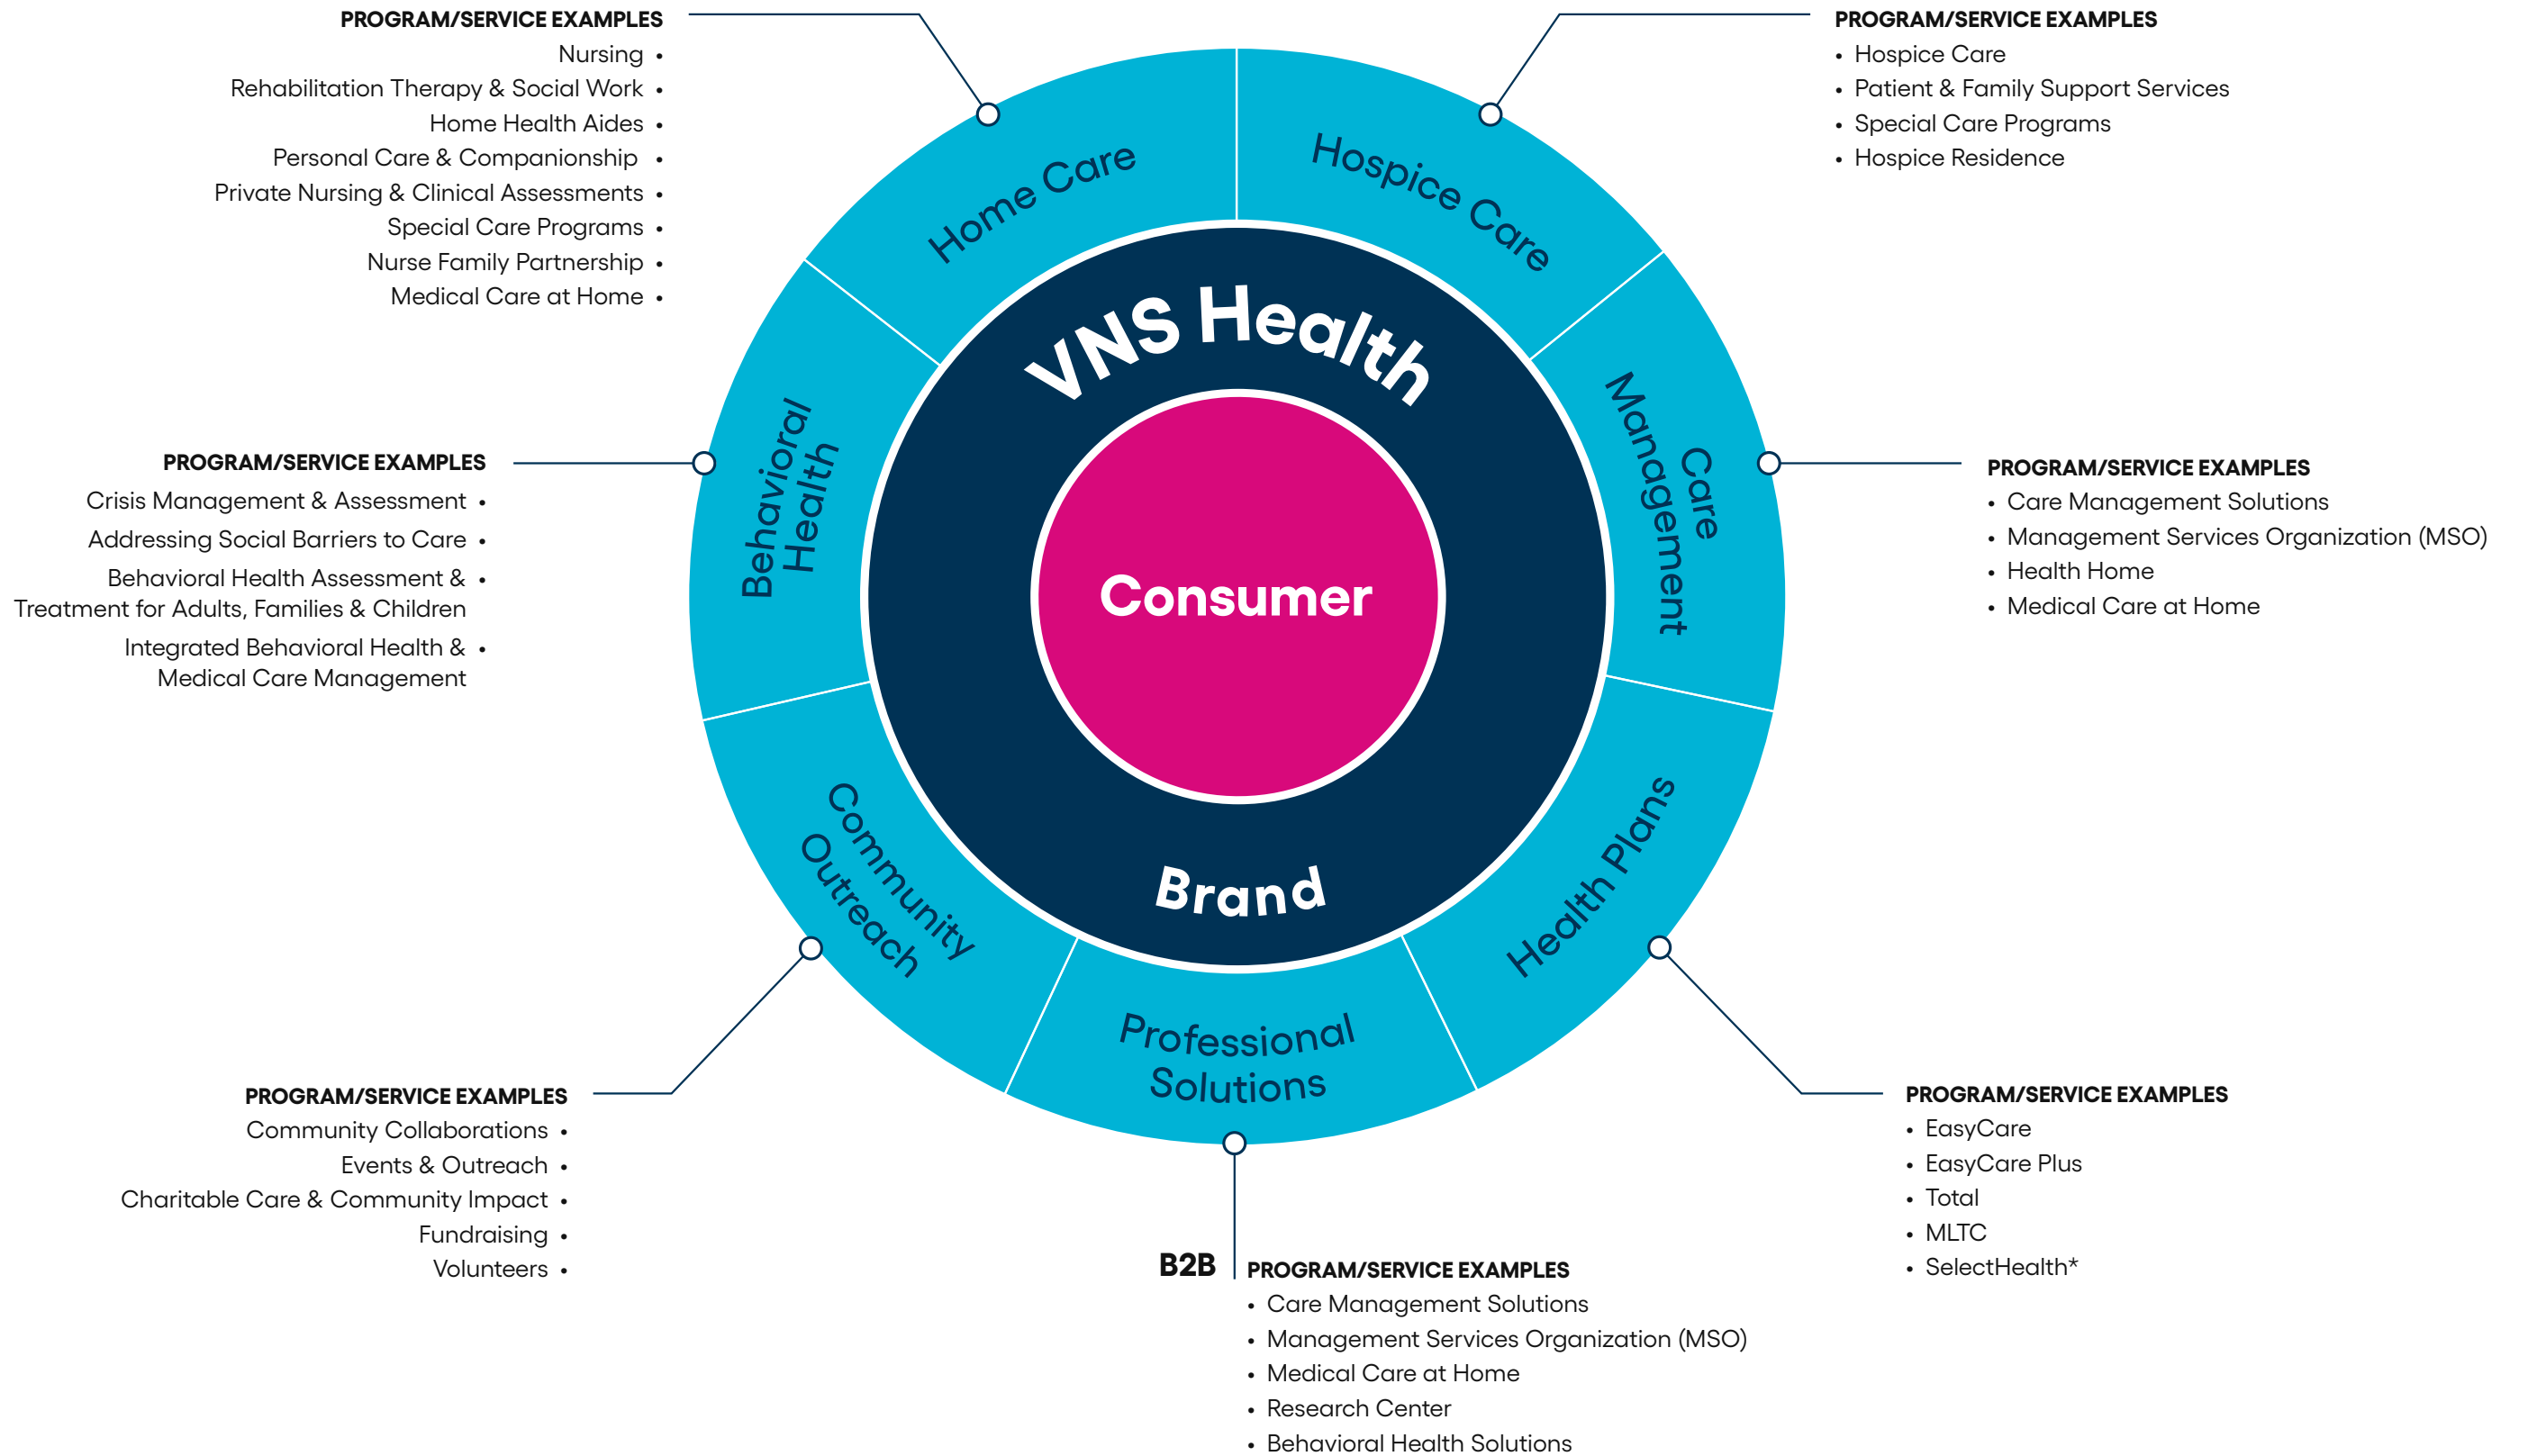 PROGRAM/SERVICE EXAMPLES
Nursing •
Rehabilitation Therapy & Social Work •
Home Health Aides •
Personal Care & Companionship •
Private Nursing & Clinical Assessments •
Special Care Programs •
Nurse Family Partnership •
Medical Care at Home •
PROGRAM/SERVICE EXAMPLES
• Hospice Care
• Patient & Family Support Services
• Special Care Programs
• Hospice Residence
Home Care
Hospice Care
VNS Health
Behavioral
Health
Care
Management
Consumer
PROGRAM/SERVICE EXAMPLES
Crisis Management & Assessment •
Addressing Social Barriers to Care •
Behavioral Health Assessment & •
Treatment for Adults, Families & Children
Integrated Behavioral Health & •
Medical Care Management
PROGRAM/SERVICE EXAMPLES
• Care Management Solutions
• Management Services Organization (MSO)
• Health Home
• Medical Care at Home
Community
Outreach
Brand
Health Plans
Professional
Solutions
PROGRAM/SERVICE EXAMPLES
Community Collaborations •
Events & Outreach •
Charitable Care & Community Impact •
Fundraising •
Volunteers •
B2B
PROGRAM/SERVICE EXAMPLES
• Care Management Solutions
• Management Services Organization (MSO)
• Medical Care at Home
• Research Center
• Behavioral Health Solutions
PROGRAM/SERVICE EXAMPLES
• EasyCare
• EasyCare Plus
• Total
• MLTC
• SelectHealth*